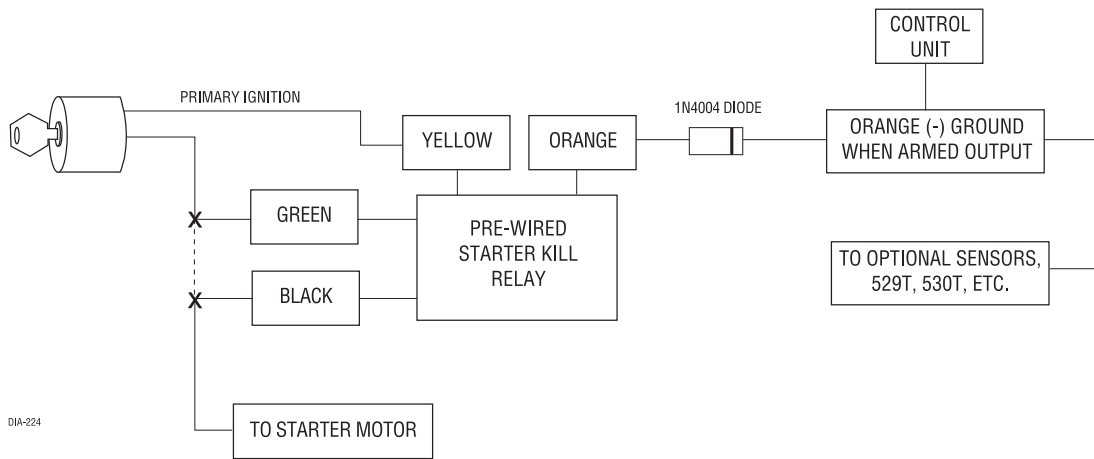 CONTROL
UNIT
PRIMARY IGNITION
1N4004 DIODE
YELLOW
ORANGE
ORANGE (-) GROUND
WHEN ARMED OUTPUT
GREEN
PRE-WIRED
STARTER KILL
RELAY
TO OPTIONAL SENSORS,
529T, 530T, ETC.
BLACK
DIA-224
TO STARTER MOTOR